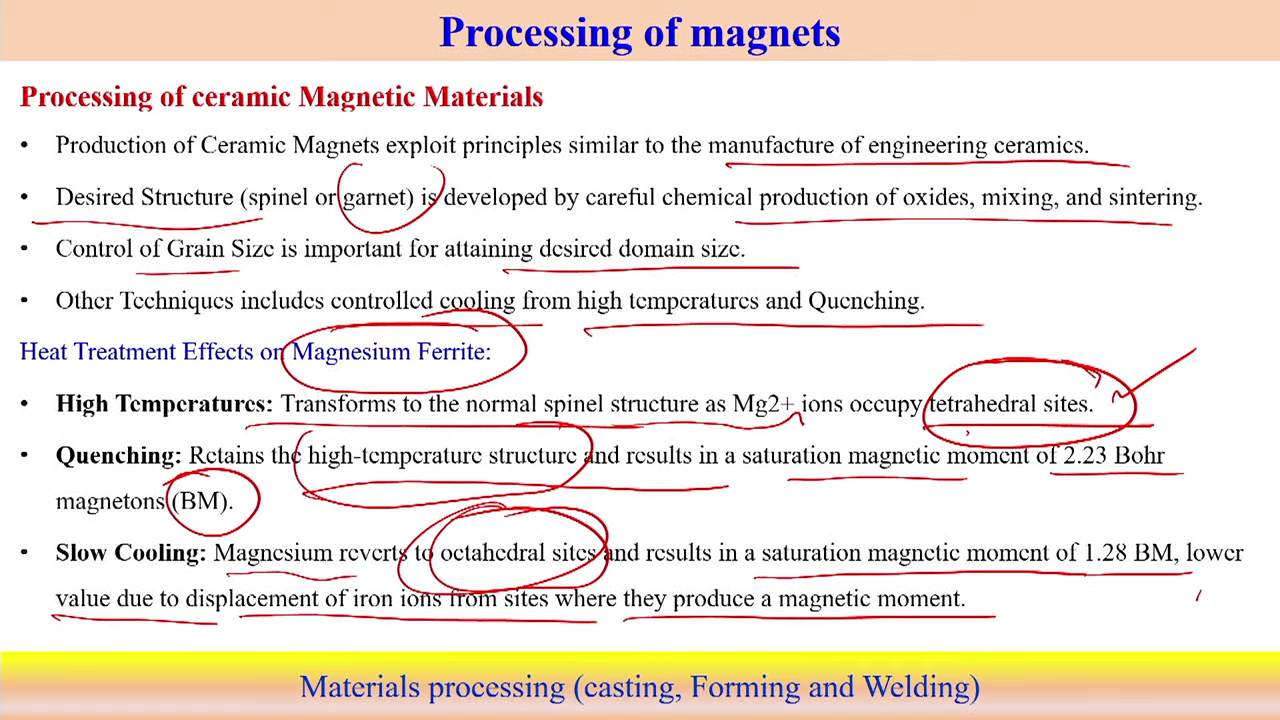 Processing of magnets
Processing of ceramic Magnetic Materials
• Production of Ceramic Magnets exploit principles similar to the manufacture of engineering ceramics.
• Desired Structure (spinel or garnet) is developed by careful chemical production of oxides, mixing, and sintering.
• Control of Grain Size is important for attaining desired domain size.
• Other Techniques includes controlled cooling from high temperatures and Quenching.
Heat Treatment Effects on Magnesium Ferrite:
• High Temperatures: Transforms to the normal spinel structure as Mg2+ ions occupy tetrahedral sites.
• Quenching: Retains the high-temperature structure and results in a saturation magnetic moment of 2.23 Bohr
magnetons (BM).
• Slow Cooling: Magnesium reverts to octahedral sites and results in a saturation magnetic moment of 1.28 BM, lower
value due to displacement of iron ions from sites where they produce a magnetic moment.
Materials processing (casting, Forming and Welding)